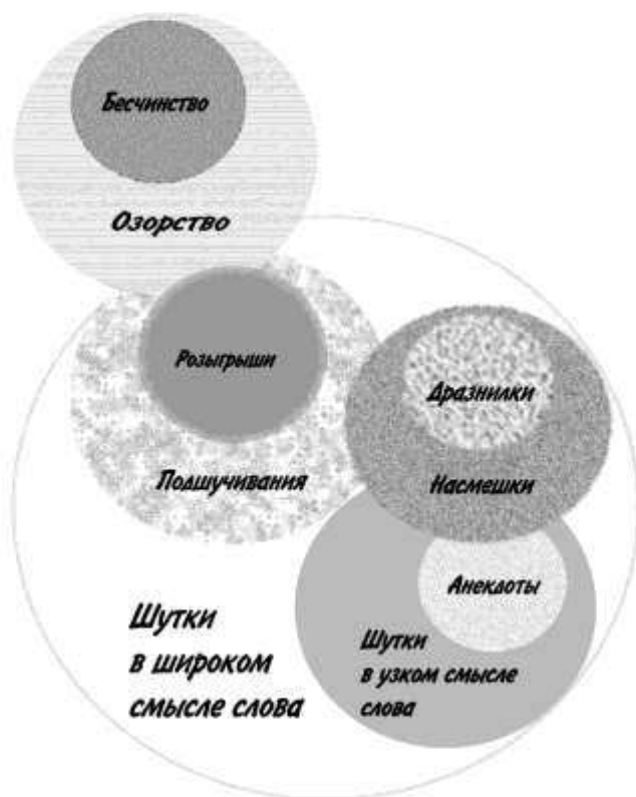 Бесчинство
Озорство
Розыгрыши
Дразнилки
Подшучивания
Насмешки
Анекдоты
Шутки
в широком
смысле слова
Шутки
в узком смысле
слова